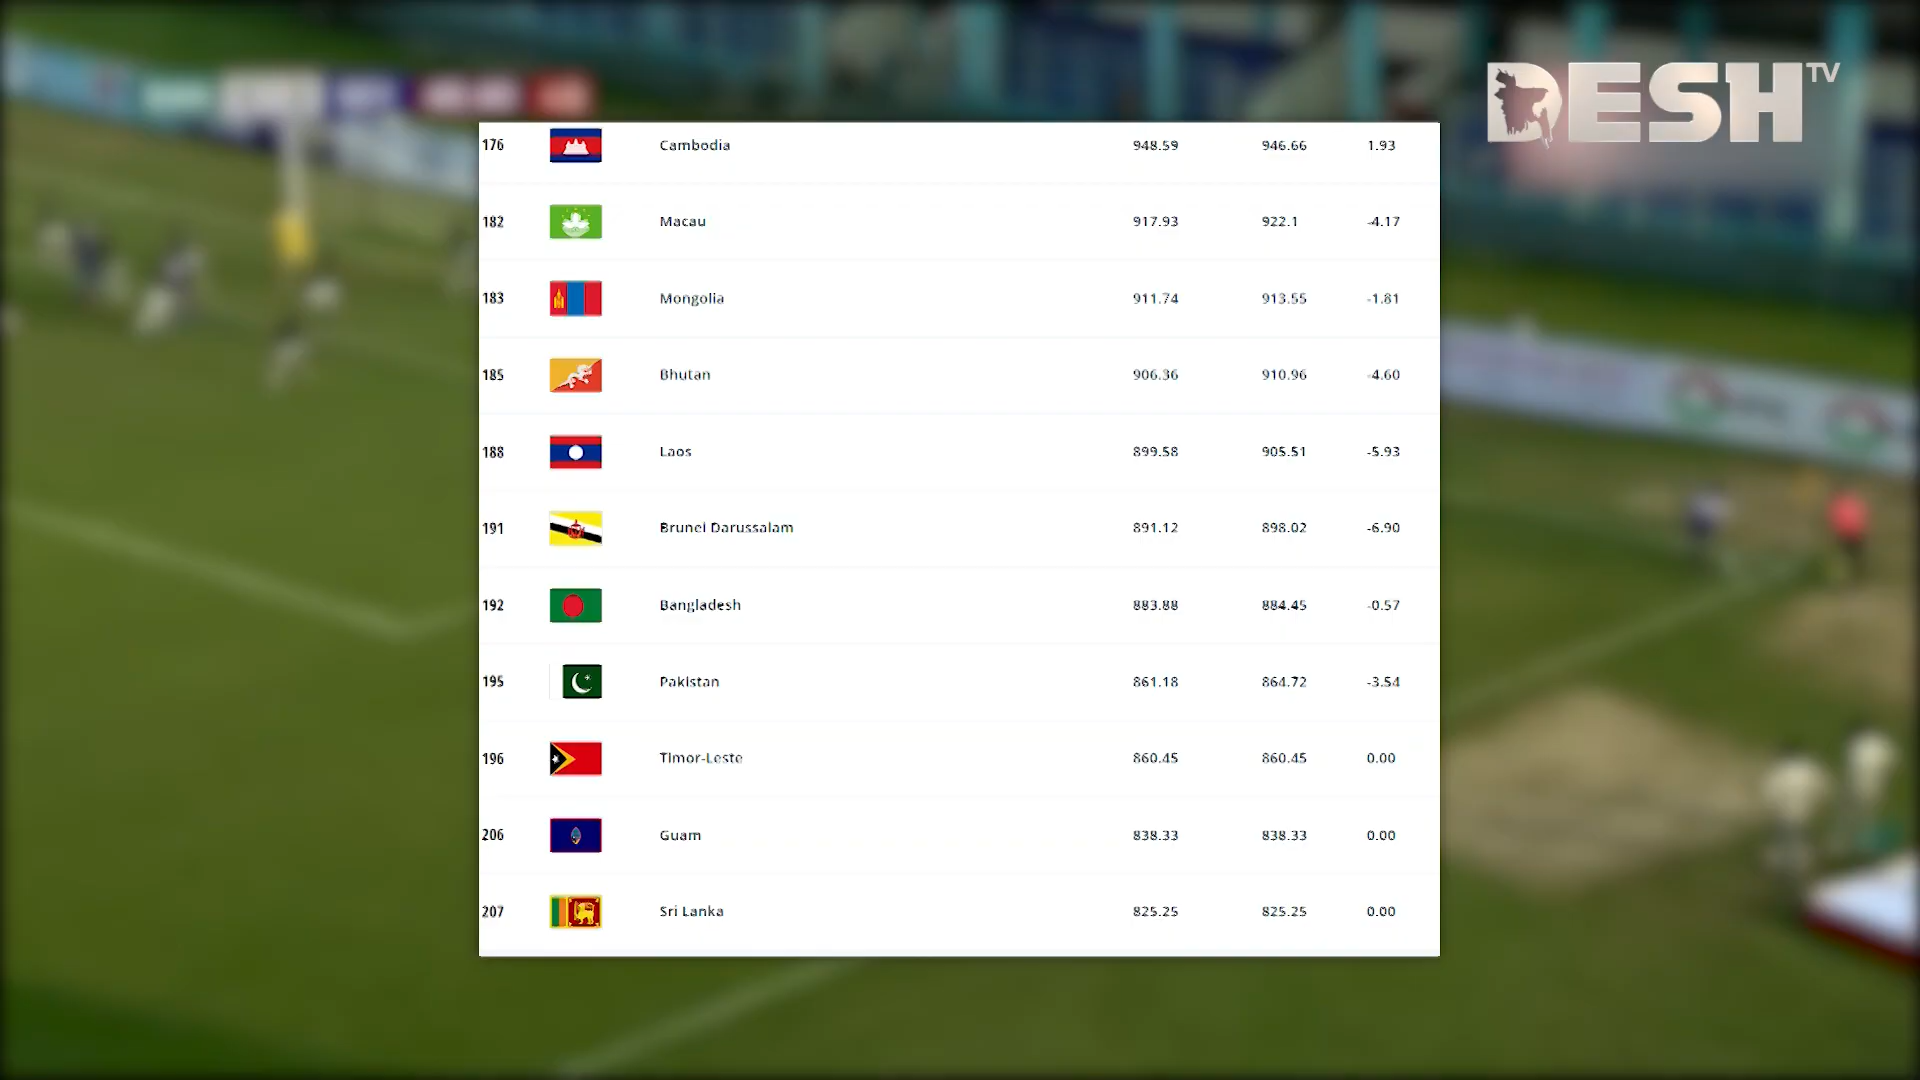 DESH TV
176 Cambodia 948.59 946.66 1.93
182 Macau 917.93 922.1 -4.17
183 Mongolia 911.74 913.55 -1.81
185 Bhutan 906.36 910.96 -4.60
188 Laos 899.58 905.51 -5.93
191 Brunei Darussalam 891.12 898.02 -6.90
192 Bangladesh 883.88 884.45 -0.57
195 Pakistan 861.18 864.72 -3.54
196 Timor-Leste 860.45 860.45 0.00
206 Guam 838.33 838.33 0.00
207 Sri Lanka 825.25 825.25 0.00